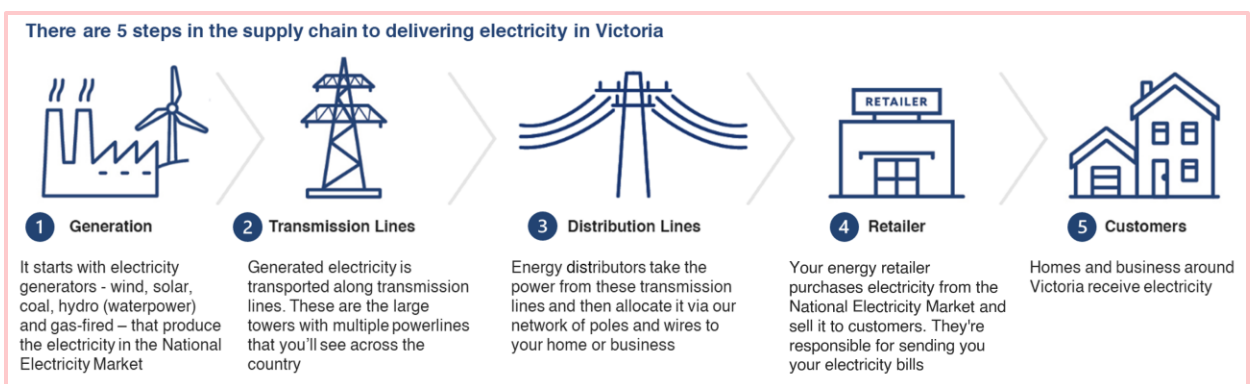 There are 5 steps in the supply chain to delivering electricity in Victoria
RETAILER
1 Generation
It starts with electricity
generators - wind, solar,
coal, hydro (waterpower)
and gas-fired – that produce
the electricity in the National
Electricity Market
2 Transmission Lines
Generated electricity is
transported along transmission
lines. These are the large
towers with multiple powerlines
that you'll see across the
country
3 Distribution Lines
Energy distributors take the
power from these transmission
lines and then allocate it via our
network of poles and wires to
your home or business
4 Retailer
Your energy retailer
purchases electricity from the
National Electricity Market and
sell it to customers. They're
responsible for sending you
your electricity bills
5 Customers
Homes and business around
Victoria receive electricity